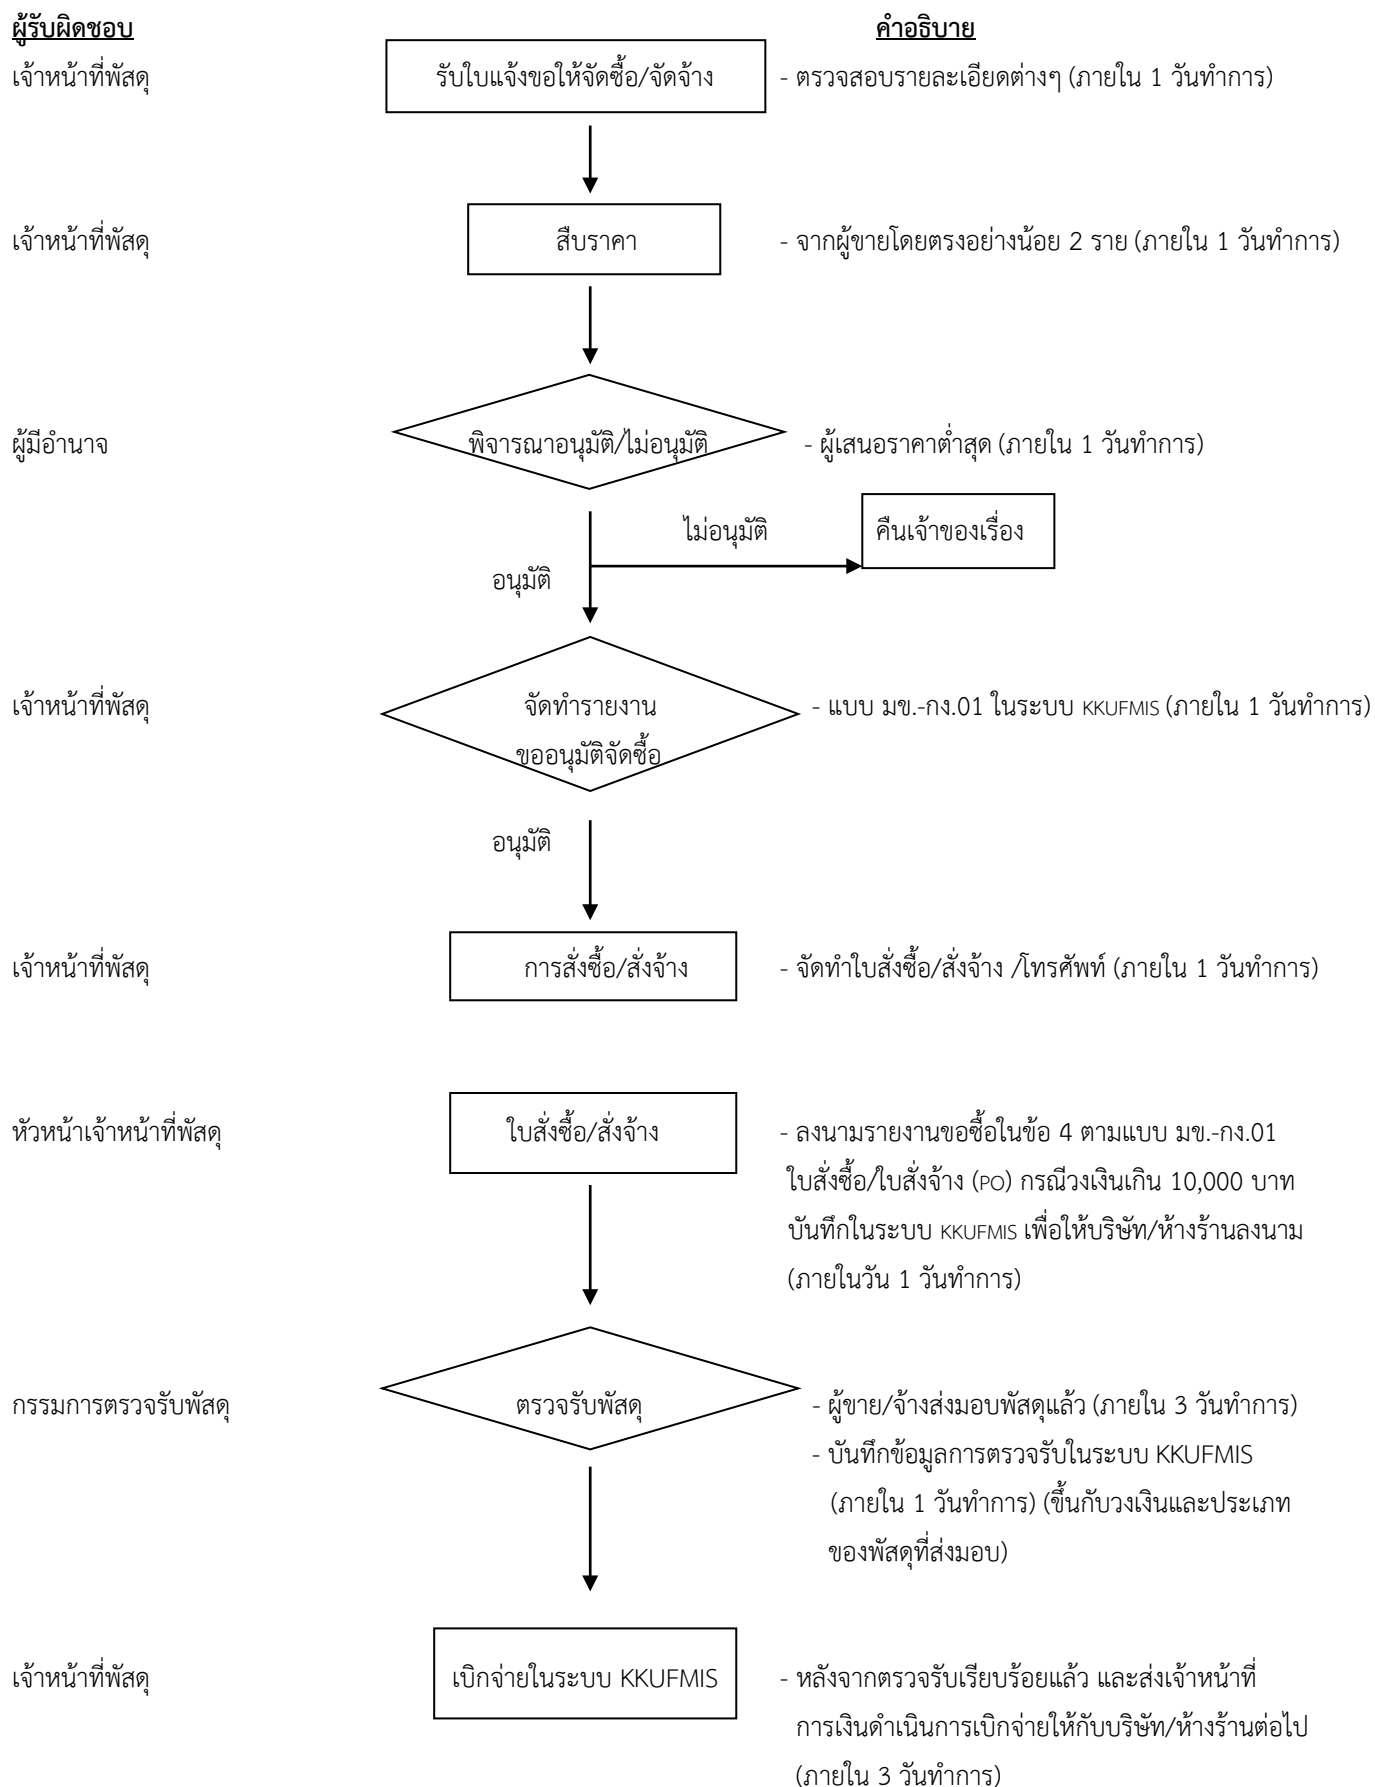 ผู้รับผิดชอบ
คำอธิบาย
เจ้าหน้าที่พัสดุ
รับใบแจ้งขอให้จัดซื้อ/จัดจ้าง
- ตรวจสอบรายละเอียดต่างๆ (ภายใน 1 วันทำการ)
เจ้าหน้าที่พัสดุ
สืบราคา
- จากผู้ขายโดยตรงอย่างน้อย 2 ราย (ภายใน 1 วันทำการ)
ผู้มีอำนาจ
พิจารณาอนุมัติ/ไม่อนุมัติ
- ผู้เสนอราคาต่ำสุด (ภายใน 1 วันทำการ)
ไม่อนุมัติ
คืนเจ้าของเรื่อง
อนุมัติ
เจ้าหน้าที่พัสดุ
จัดทำรายงาน
ขออนุมัติจัดซื้อ
- แบบ มข.-กง.01 ในระบบ KKUFMIS (ภายใน 1 วันทำการ)
อนุมัติ
เจ้าหน้าที่พัสดุ
การสั่งซื้อ/สั่งจ้าง
- จัดทำใบสั่งซื้อ/สั่งจ้าง /โทรศัพท์ (ภายใน 1 วันทำการ)
หัวหน้าเจ้าหน้าที่พัสดุ
ใบสั่งซื้อ/สั่งจ้าง
- ลงนามรายงานขอซื้อในข้อ 4 ตามแบบ มข.-กง.01
ใบสั่งซื้อ/ใบสั่งจ้าง (PO) กรณีวงเงินเกิน 10,000 บาท
บันทึกในระบบ KKUFMIS เพื่อให้บริษัท/ห้างร้านลงนาม
(ภายในวัน 1 วันทำการ)
กรรมการตรวจรับพัสดุ
ตรวจรับพัสดุ
- ผู้ขาย/จ้างส่งมอบพัสดุแล้ว (ภายใน 3 วันทำการ)
- บันทึกข้อมูลการตรวจรับในระบบ KKUFMIS
(ภายใน 1 วันทำการ) (ขึ้นกับวงเงินและประเภท
ของพัสดุที่ส่งมอบ)
เจ้าหน้าที่พัสดุ
เบิกจ่ายในระบบ KKUFMIS
- หลังจากตรวจรับเรียบร้อยแล้ว และส่งเจ้าหน้าที่
การเงินดำเนินการเบิกจ่ายให้กับบริษัท/ห้างร้านต่อไป
(ภายใน 3 วันทำการ)